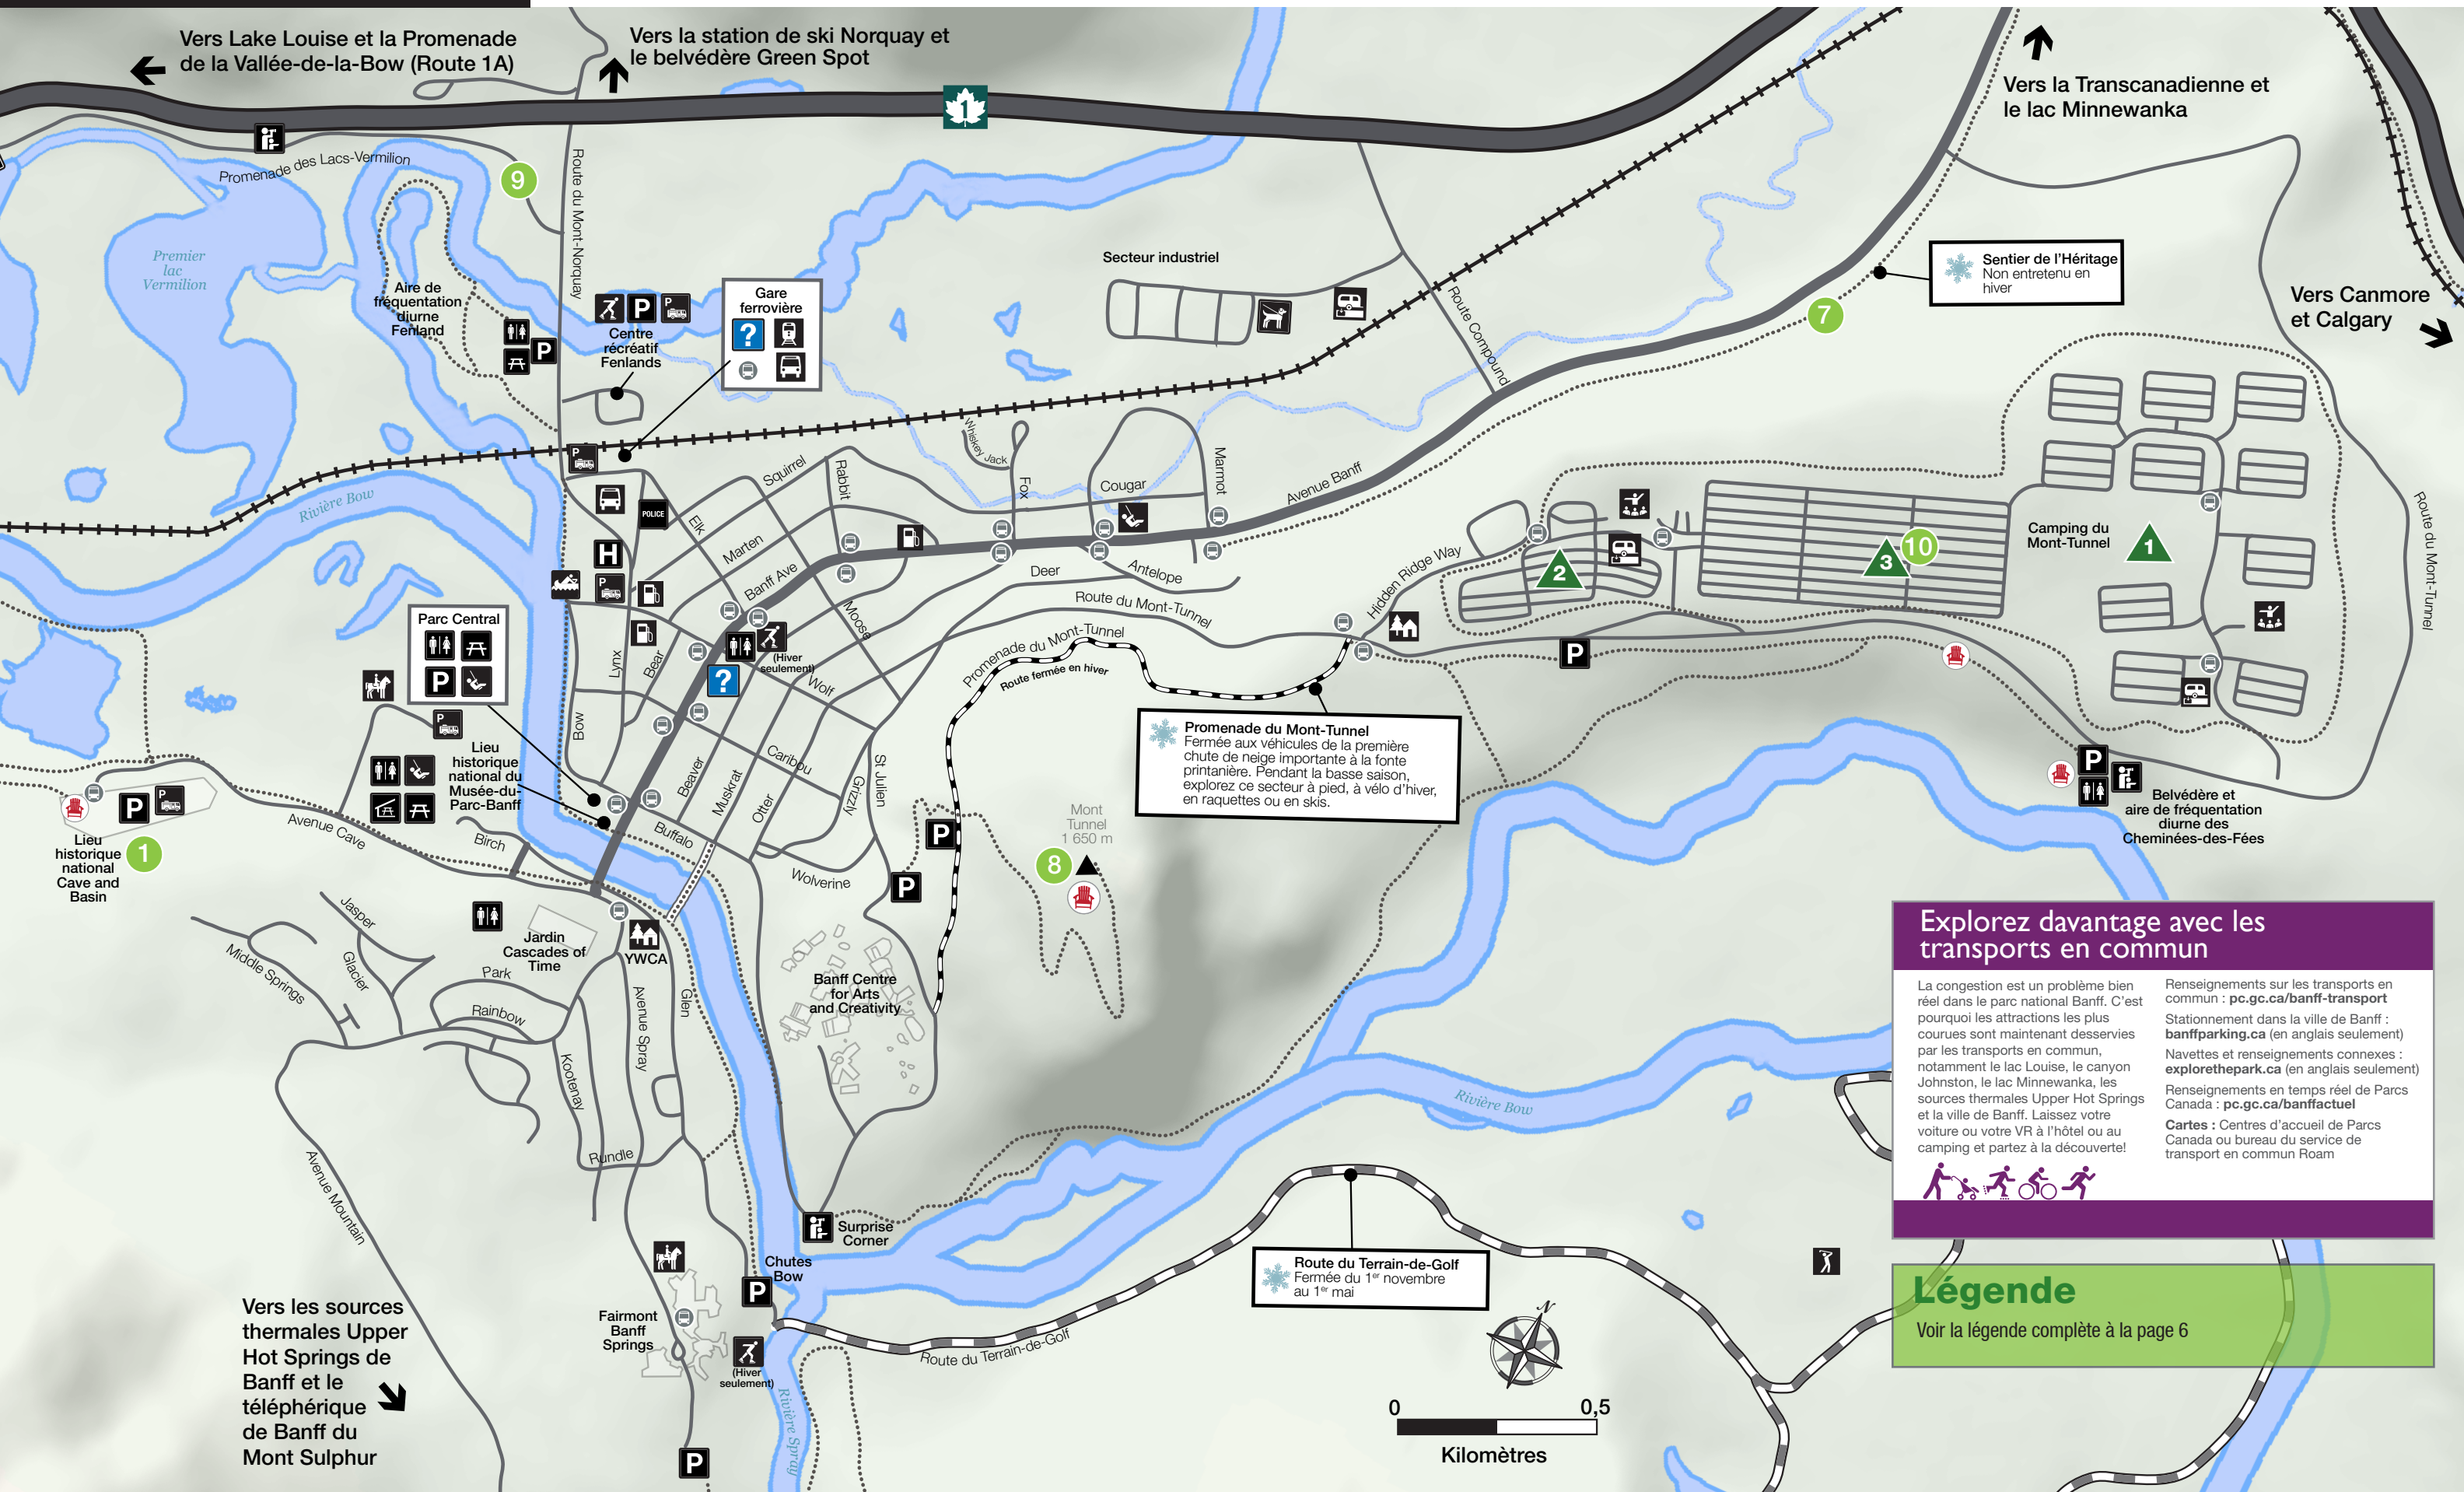 Vers Lake Louise et la Promenade
de la Vallée-de-la-Bow (Route 1A)
Vers la station de ski Norquay et
le belvédère Green Spot
1
Vers la Transcanadienne et
le lac Minnewanka
Promenade des Lacs-Vermilion
9
Route du Mont-Norquay
Premier
lac
Vermilion
Aire de
fréquentation
diurne
Fenland
P
P
P
Centre
récréatif
Fenlands
Gare
ferrovière
?
Secteur industriel
Route Compound
Sentier de l'Héritage
Non entretenu en
hiver
7
Vers Canmore
et Calgary
Rivière Bow
P
POLICE
H
P
Squirrel
Rabbit
Elk
Marten
Banff Ave
Moose
Whiskey Jack
Fox
Cougar
Marmot
Avenue Banff
Deer
Antelope
Route du Mont-Tunnel
Hidden Ridge Way
2
3
10
Camping du
Mont-Tunnel
1
Route du Mont-Tunnel
Parc Central
P
P
Lynx
Bear
Bow
?
(Hiver
seulement)
Wolf
Promenade du Mont-Tunnel
Route fermée en hiver
P
Promenade du Mont-Tunnel
Fermée aux véhicules de la première
chute de neige importante à la fonte
printanière. Pendant la basse saison,
explorez ce secteur à pied, à vélo d'hiver,
en raquettes ou en skis.
Lieu
historique
national du
Musée-du-
Parc-Banff
Beaver
Muskrat
Otter
Caribou
Grizzly
St Julien
Buffalo
Wolverine
P
P
Mont
Tunnel
1 650 m
8
P
P
Lieu
historique
national
Cave and
Basin
1
Avenue Cave
Birch
P
Belvédère et
aire de fréquentation
diurne des
Cheminées-des-Fées
Jasper
Glacier
Middle Springs
Jardin
Cascades of
Time
YWCA
Park
Rainbow
Kootenay
Avenue Spray
Glen
Rundle
Avenue Mountain
Banff Centre
for Arts
and Creativity
Surprise
Corner
Chutes
Bow
P
Fairmont
Banff
Springs
(Hiver
seulement)
P
Rivière Spray
Rivière Bow
Route du Terrain-de-Golf
Route du Terrain-de-Golf
Fermée du 1er novembre
au 1er mai
Vers les sources
thermales Upper
Hot Springs de
Banff et le
téléphérique
de Banff du
Mont Sulphur
N
0 0,5
Kilomètres
Explorez davantage avec les
transports en commun
La congestion est un problème bien
réel dans le parc national Banff. C'est
pourquoi les attractions les plus
courues sont maintenant desservies
par les transports en commun,
notamment le lac Louise, le canyon
Johnston, le lac Minnewanka, les
sources thermales Upper Hot Springs
et la ville de Banff. Laissez votre
voiture ou votre VR à l'hôtel ou au
camping et partez à la découverte!
Renseignements sur les transports en
commun : pc.gc.ca/banff-transport
Stationnement dans la ville de Banff :
banffparking.ca (en anglais seulement)
Navettes et renseignements connexes :
explorethepark.ca (en anglais seulement)
Renseignements en temps réel de Parcs
Canada : pc.gc.ca/banffactuel
Cartes : Centres d'accueil de Parcs
Canada ou bureau du service de
transport en commun Roam
Légende
Voir la légende complète à la page 6